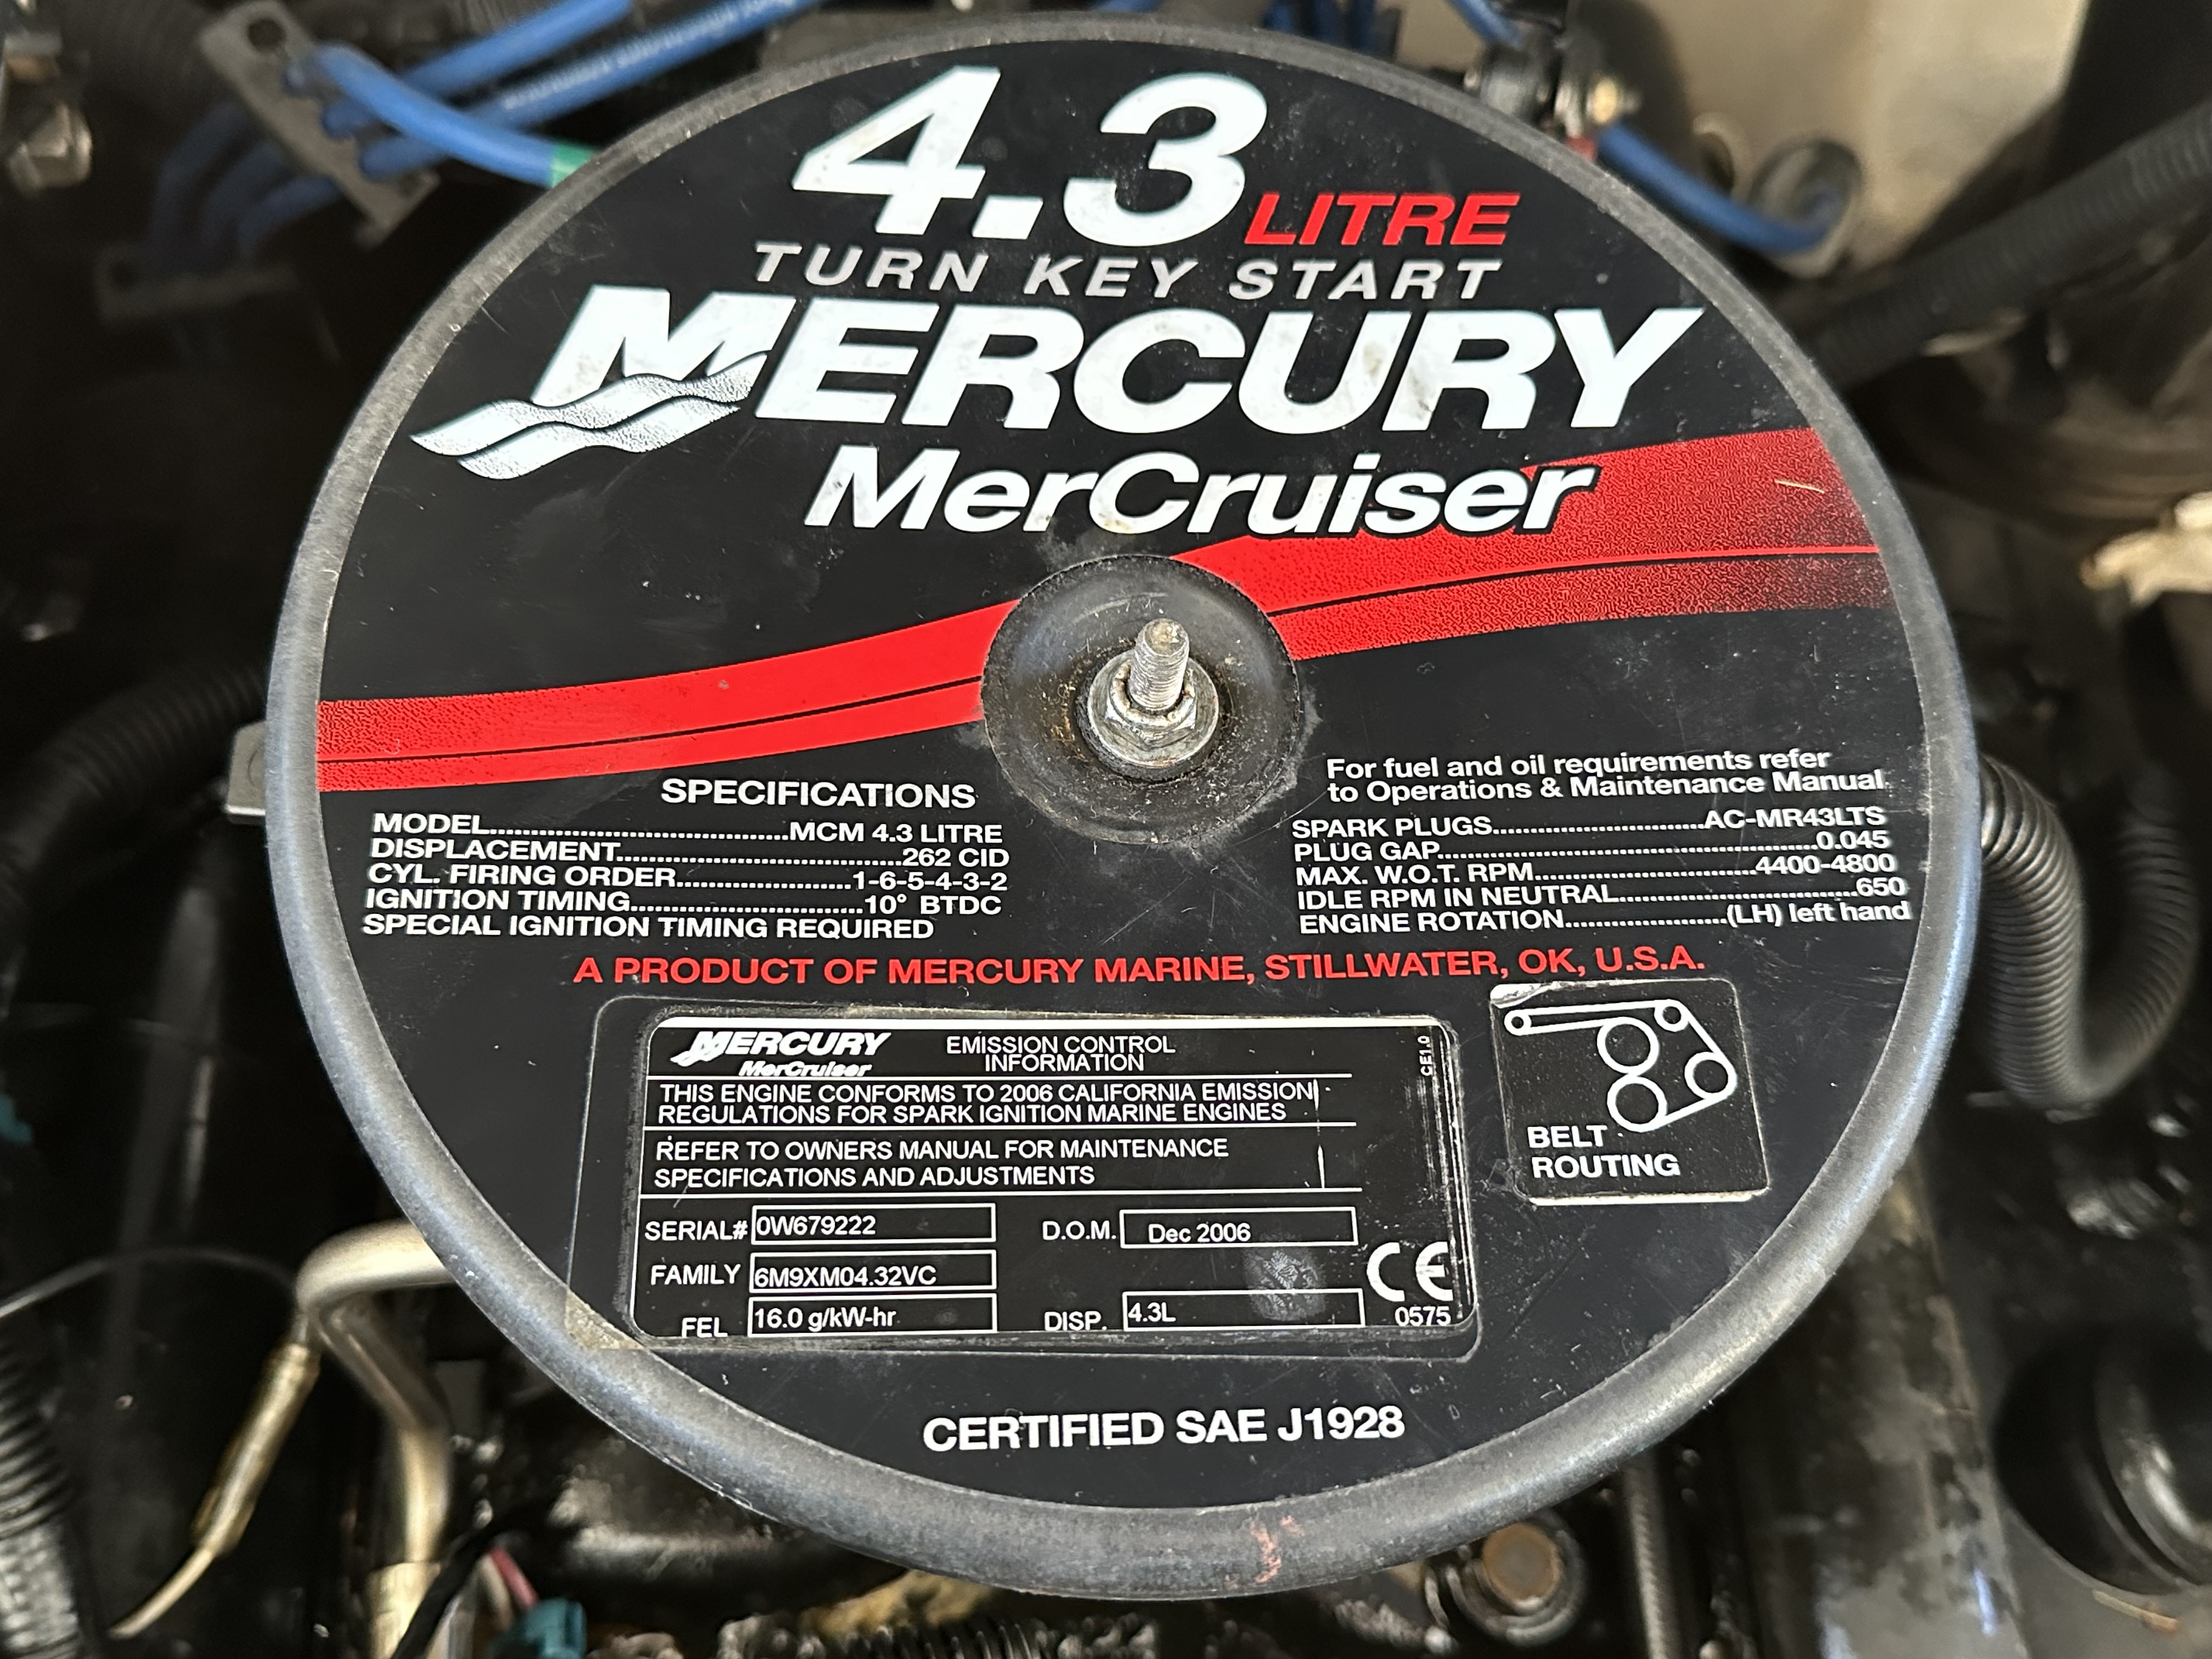 4.3 LITRE
TURN KEY START
MERCURY
MerCruiser
SPECIFICATIONS
MODEL..............................MCM 4.3 LITRE
DISPLACEMENT..............................262 CID
CYL. FIRING ORDER....................1-6-5-4-3-2
IGNITION TIMING..........................10° BTDC
SPECIAL IGNITION TIMING REQUIRED
For fuel and oil requirements refer
to Operations & Maintenance Manual.
SPARK PLUGS..........................AC-MR43LTS
PLUG GAP..............................................0.045
MAX. W.O.T. RPM..........................4400-4800
IDLE RPM IN NEUTRAL............................650
ENGINE ROTATION....................(LH) left hand
A PRODUCT OF MERCURY MARINE, STILLWATER, OK, U.S.A.
MERCURY
MerCruiser
EMISSION CONTROL
INFORMATION
CE1.0
THIS ENGINE CONFORMS TO 2006 CALIFORNIA EMISSION
REGULATIONS FOR SPARK IGNITION MARINE ENGINES
REFER TO OWNERS MANUAL FOR MAINTENANCE
SPECIFICATIONS AND ADJUSTMENTS
SERIAL# 0W679222 D.O.M. Dec 2006
FAMILY 6M9XM04.32VC
FEL 16.0 g/kW-hr DISP. 4.3L
CE
0575
BELT
ROUTING
CERTIFIED SAE J1928